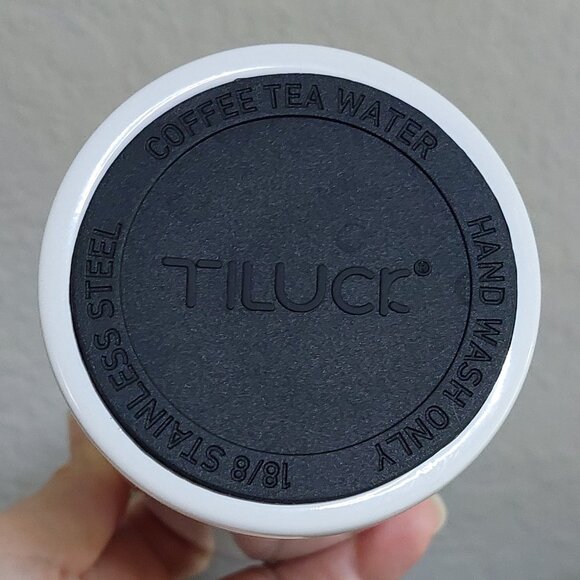 COFFEE TEA WATER
HAND WASH ONLY
18/8 STAINLESS STEEL
TILUCK®